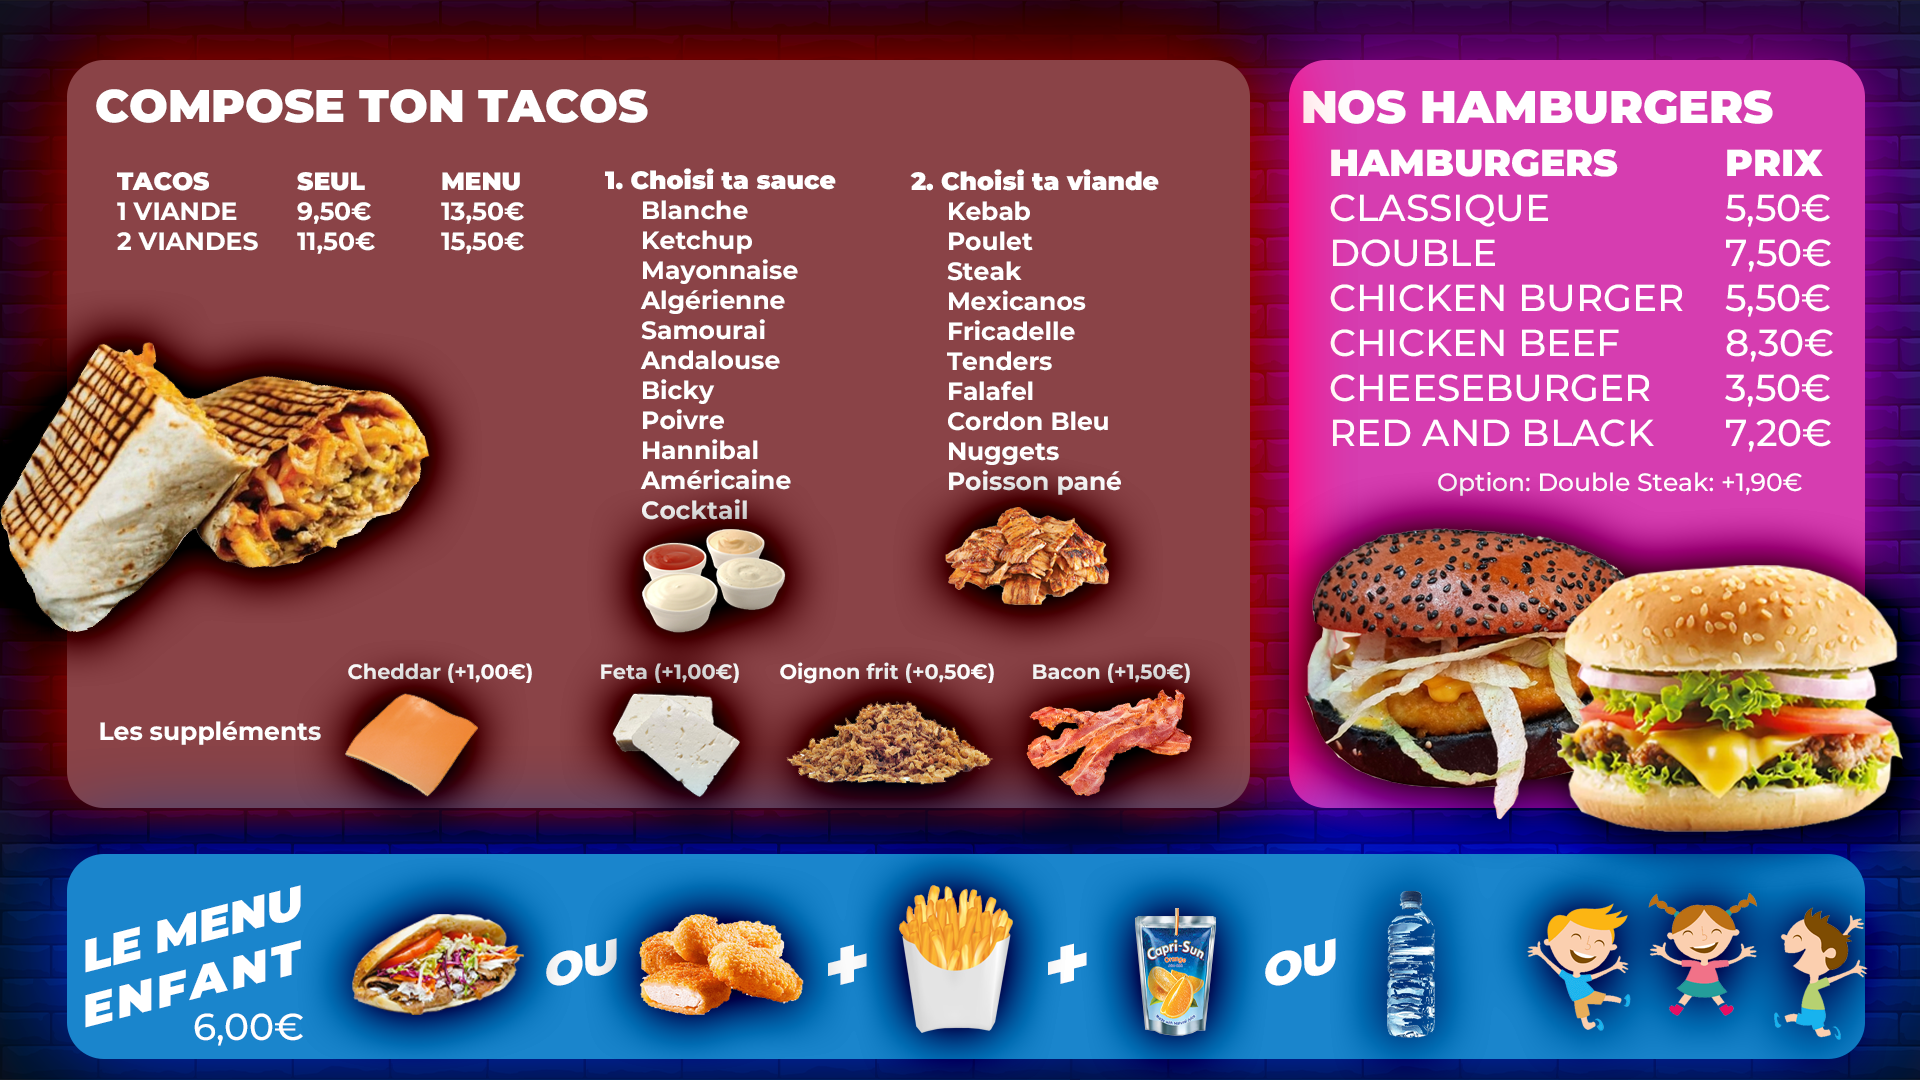 COMPOSE TON TACOS
TACOS SEUL MENU
1 VIANDE 9,50€ 13,50€
2 VIANDES 11,50€ 15,50€
1. Choisi ta sauce
Blanche
Ketchup
Mayonnaise
Algérienne
Samourai
Andalouse
Bicky
Poivre
Hannibal
Américaine
Cocktail
2. Choisi ta viande
Kebab
Poulet
Steak
Mexicanos
Fricadelle
Tenders
Falafel
Cordon Bleu
Nuggets
Poisson pané
Les suppléments
Cheddar (+1,00€)
Feta (+1,00€)
Oignon frit (+0,50€)
Bacon (+1,50€)
NOS HAMBURGERS
HAMBURGERS PRIX
CLASSIQUE 5,50€
DOUBLE 7,50€
CHICKEN BURGER 5,50€
CHICKEN BEEF 8,30€
CHEESEBURGER 3,50€
RED AND BLACK 7,20€
Option: Double Steak: +1,90€
LE MENU
ENFANT
6,00€
OU
+
+
Capri-Sun
Orange
OU